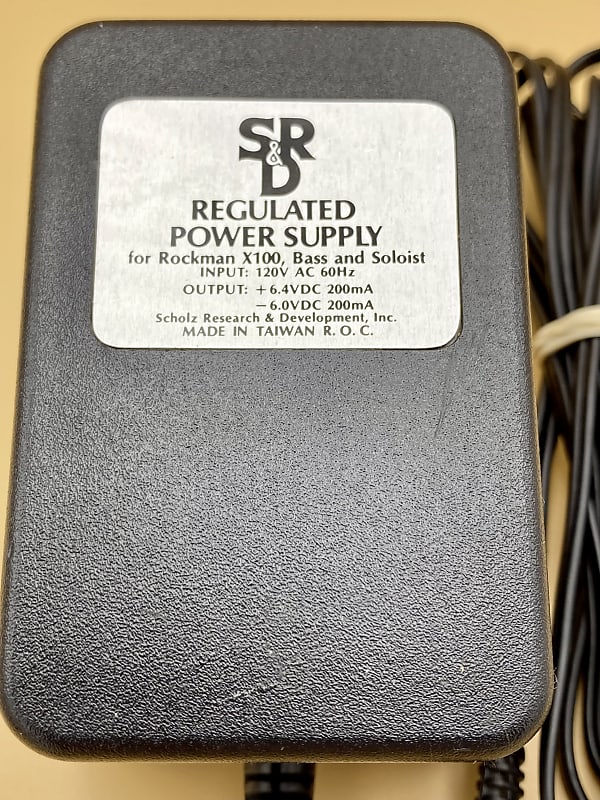 SR
&
D
REGULATED
POWER SUPPLY
for Rockman X100, Bass and Soloist
INPUT: 120V AC 60Hz
OUTPUT: +6.4VDC 200mA
−6.0VDC 200mA
Scholz Research & Development, Inc.
MADE IN TAIWAN R. O. C.